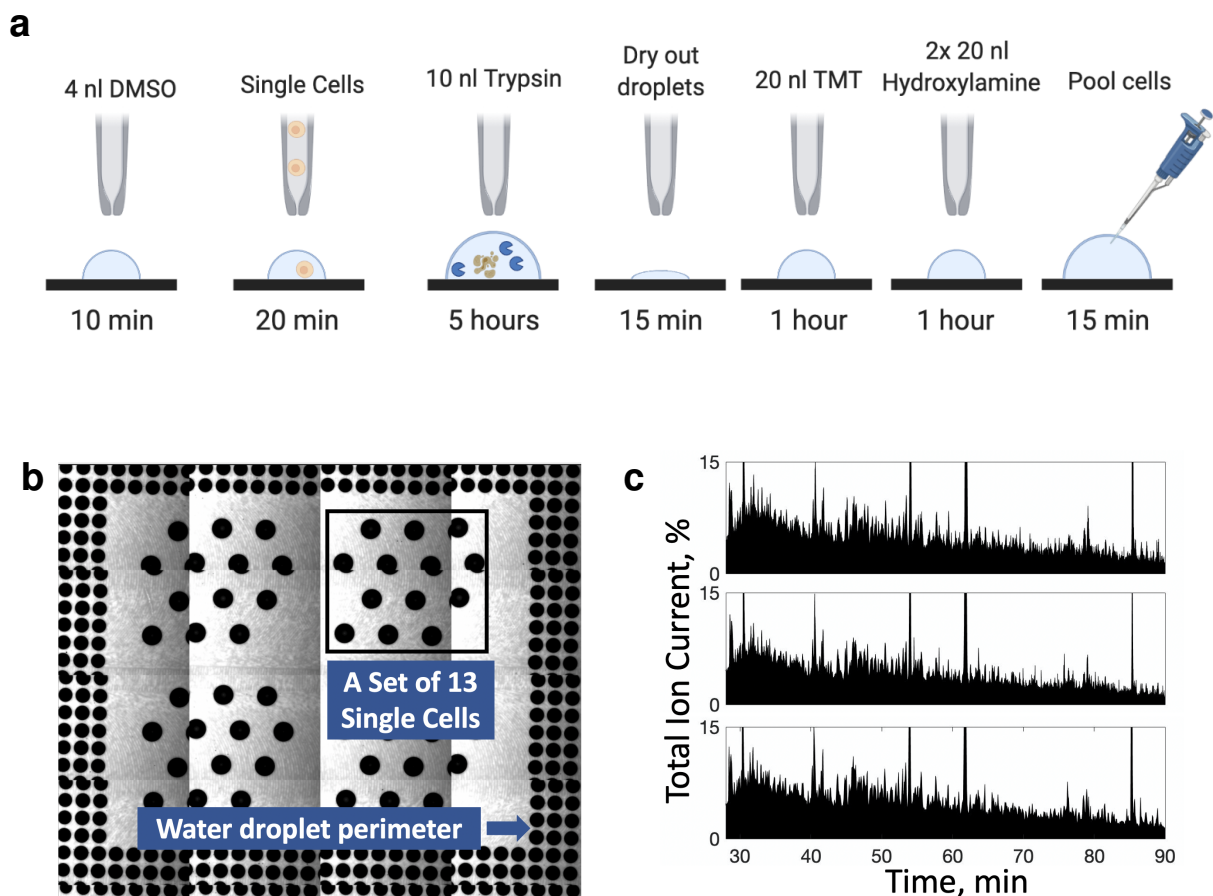 a
4 nl DMSO
Single Cells
10 nl Trypsin
Dry out
droplets
20 nl TMT
2x 20 nl
Hydroxylamine
Pool cells
10 min
20 min
5 hours
15 min
1 hour
1 hour
15 min
b
A Set of 13
Single Cells
Water droplet perimeter
c
Total Ion Current, %
15
0
15
0
15
0
30
40
50
60
70
80
90
Time, min